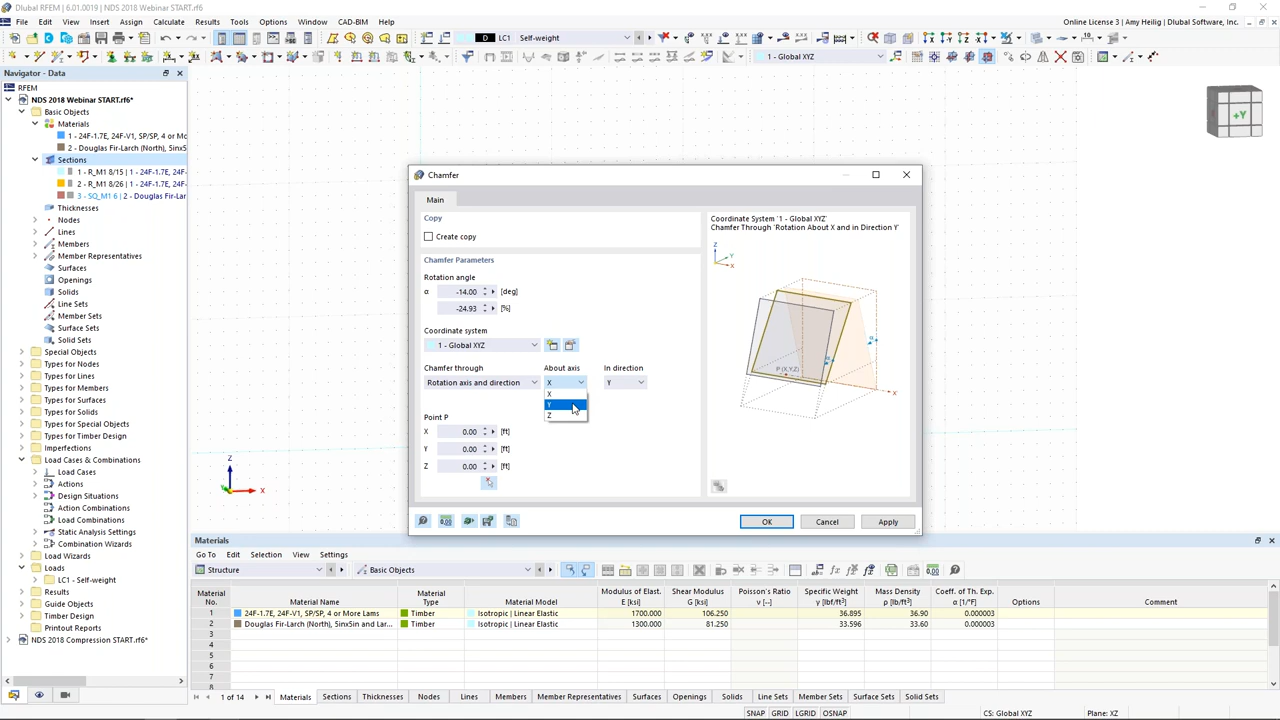 Dlubal RFEM | 6.01.0019 | NDS 2018 Webinar START.rf6*
File Edit View Insert Assign Calculate Results Tools Options Window CAD-BIM Help
Online License 3 | Amy Heilig | Dlubal Software, Inc.
D LC1 Self-weight
1 - Global XYZ
Navigator - Data
RFEM
NDS 2018 Webinar START.rf6*
Basic Objects
Materials
1 - 24F-1.7E, 24F-V1, SP/SP, 4 or Mo
2 - Douglas Fir-Larch (North), 5inx5
Sections
1 - R_M1 8/15 | 1 - 24F-1.7E, 24F-
2 - R_M1 8/26 | 1 - 24F-1.7E, 24F-
3 - SQ_M1 6 | 2 - Douglas Fir-Lar
Thicknesses
Nodes
Lines
Members
Member Representatives
Surfaces
Openings
Solids
Line Sets
Member Sets
Surface Sets
Solid Sets
Special Objects
Types for Nodes
Types for Lines
Types for Members
Types for Surfaces
Types for Solids
Types for Special Objects
Types for Timber Design
Imperfections
Load Cases & Combinations
Load Cases
Actions
Design Situations
Action Combinations
Load Combinations
Static Analysis Settings
Combination Wizards
Load Wizards
Loads
LC1 - Self-weight
Results
Guide Objects
Timber Design
Printout Reports
NDS 2018 Compression START.rf6*
+Y
Z
X
Chamfer
Main
Copy
Create copy
Chamfer Parameters
Rotation angle
α -14.00 [deg]
-24.93 [%]
Coordinate system
1 - Global XYZ
Chamfer through About axis In direction
Rotation axis and direction X Y
X
Y
Z
Point P
X 0.00 [ft]
Y 0.00 [ft]
Z 0.00 [ft]
Coordinate System '1 - Global XYZ'
Chamfer Through 'Rotation About X and in Direction Y'
Z
Y
X
P (X,Y,Z)
X
OK Cancel Apply
Materials
Go To Edit Selection View Settings
Structure Basic Objects
Material No. Material Name Material Type Material Model Modulus of Elast. E [ksi] Shear Modulus G [ksi] Poisson's Ratio ν [--] Specific Weight γ [lbf/ft³] Mass Density ρ [lb/ft³] Coeff. of Th. Exp. α [1/°F] Options Comment
1 24F-1.7E, 24F-V1, SP/SP, 4 or More Lams Timber Isotropic | Linear Elastic 1700.000 106.250 36.895 36.90 0.000003
2 Douglas Fir-Larch (North), 5inx5in and Lar... Timber Isotropic | Linear Elastic 1300.000 81.250 33.596 33.60 0.000003
3
4
5
6
7
8
1 of 14 Materials Sections Thicknesses Nodes Lines Members Member Representatives Surfaces Openings Solids Line Sets Member Sets Surface Sets Solid Sets
SNAP GRID LGRID OSNAP CS: Global XYZ Plane: XZ